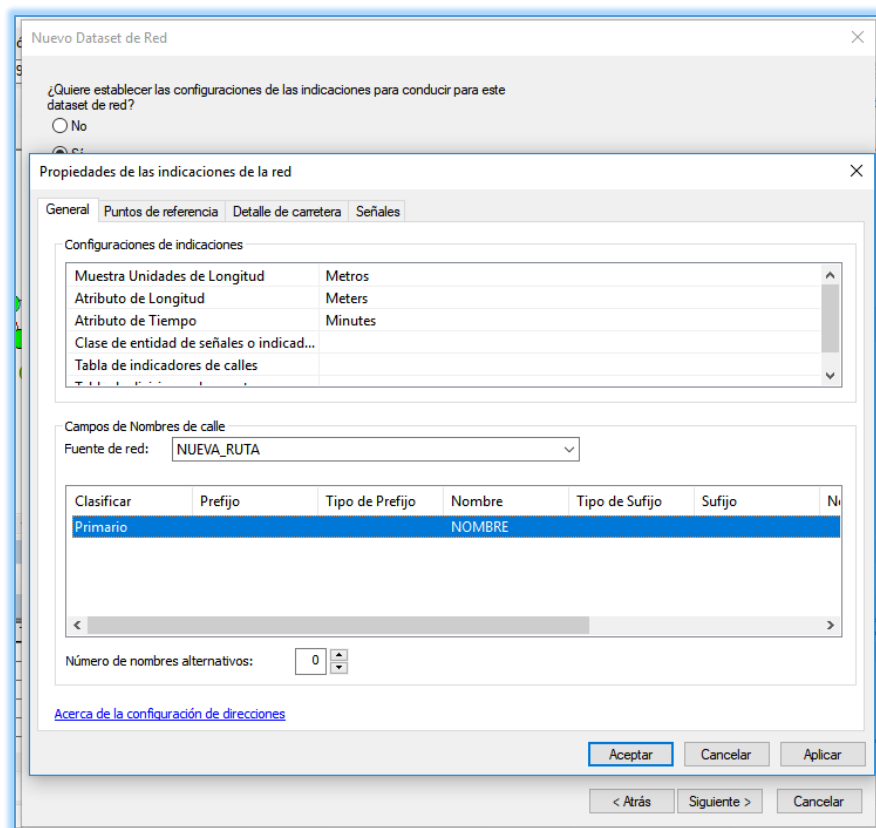 Nuevo Dataset de Red
¿Quiere establecer las configuraciones de las indicaciones para conducir para este
dataset de red?
No
Sí
Propiedades de las indicaciones de la red
General Puntos de referencia Detalle de carretera Señales
Configuraciones de indicaciones
Muestra Unidades de Longitud Metros
Atributo de Longitud Meters
Atributo de Tiempo Minutes
Clase de entidad de señales o indicad...
Tabla de indicadores de calles
Campos de Nombres de calle
Fuente de red: NUEVA_RUTA
Clasificar Prefijo Tipo de Prefijo Nombre Tipo de Sufijo Sufijo
Primario NOMBRE
Número de nombres alternativos: 0
Acerca de la configuración de direcciones
Aceptar Cancelar Aplicar
< Atrás Siguiente > Cancelar